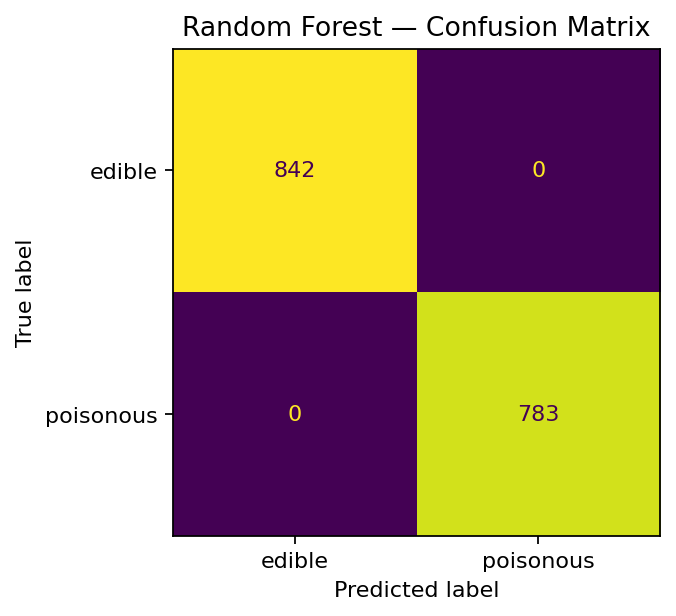 Random Forest — Confusion Matrix
True label
edible
842
0
poisonous
0
783
edible
poisonous
Predicted label